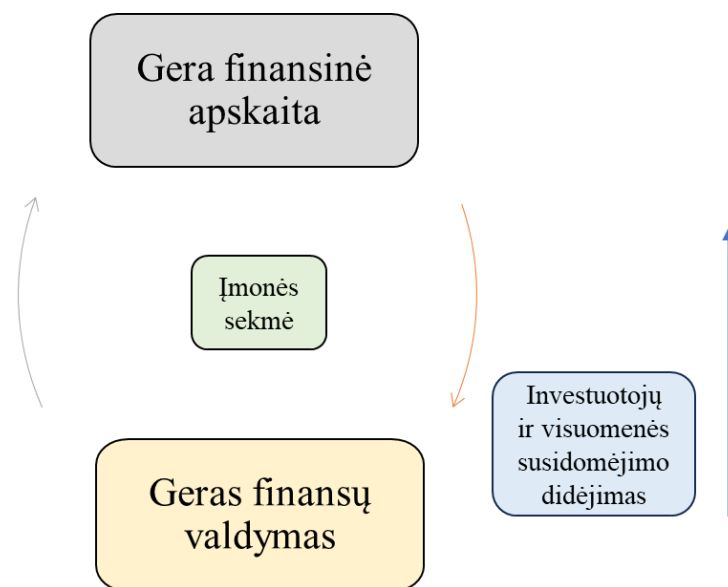 Gera finansinė
apskaita
Įmonės
sekmė
Investuotojų
ir visuomenės
susidomėjimo
didėjimas
Geras finansų
valdymas